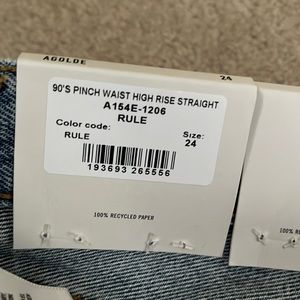 AGOLDE
24
90'S PINCH WAIST HIGH RISE STRAIGHT
A154E-1206
RULE
Color code:
Size:
RULE
24
193693 265556
100% RECYCLED PAPER